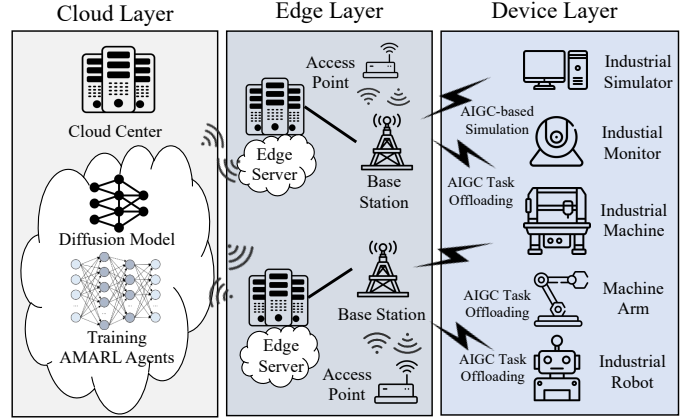 Cloud Layer
Edge Layer
Device Layer
Cloud Center
Diffusion Model
Training
AMARL Agents
Access
Point
Edge
Server
Base
Station
Edge
Server
Base Station
Access
Point
AIGC-based
Simulation
AIGC Task
Offloading
AIGC Task
Offloading
AIGC Task
Offloading
Industrial
Simulator
Industial
Monitor
Industrial
Machine
Machine
Arm
Industrial
Robot